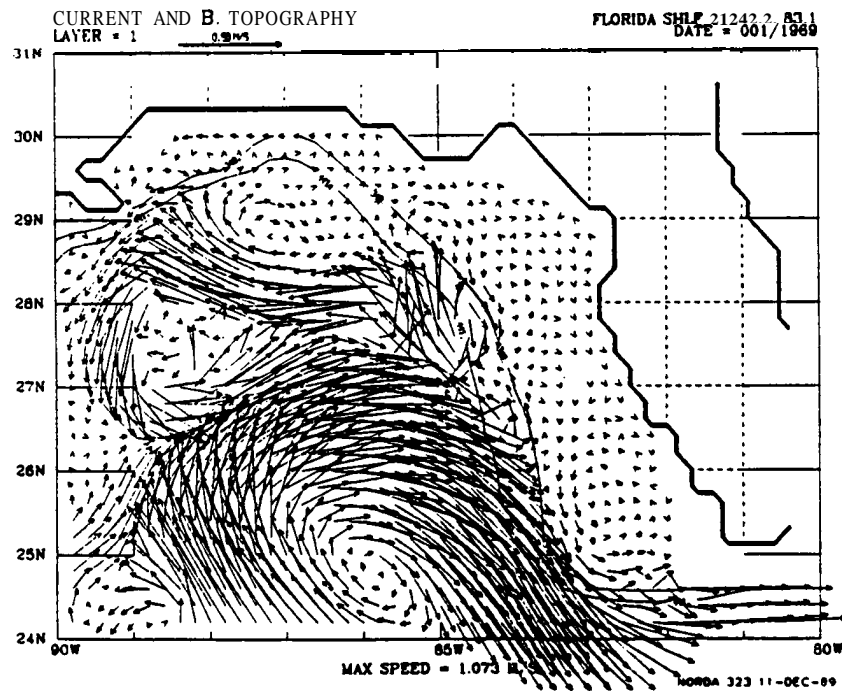 CURRENT AND B. TOPOGRAPHY
LAYER = 1
FLORIDA SHLF 21242.2, 83.1
DATE = 001/1969
31N
30N
29N
28N
27N
26N
25N
24N
90W
85W
80W
MAX SPEED = 1.073
NORDA 323 11-DEC-89